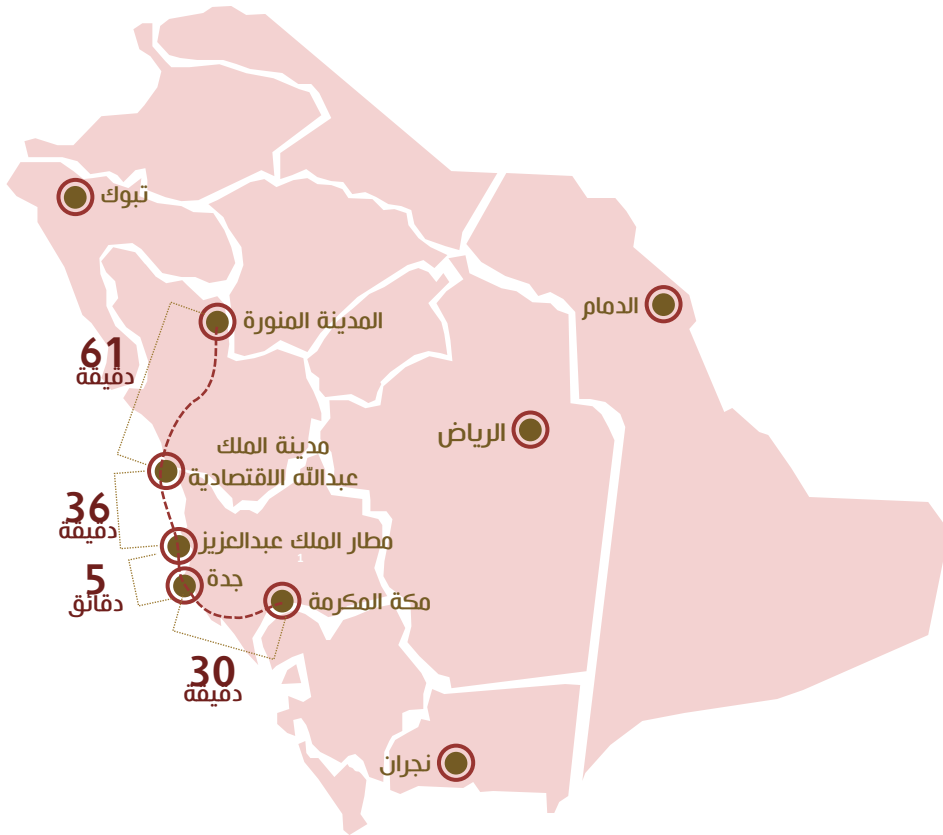 تبوك
الدمام
المدينة المنورة
61
دقيقة
الرياض
مدينة الملك
عبدالله الاقتصادية
36
دقيقة
مطار الملك عبدالعزيز
1
جدة
5
دقائق
مكة المكرمة
30
دقيقة
نجران